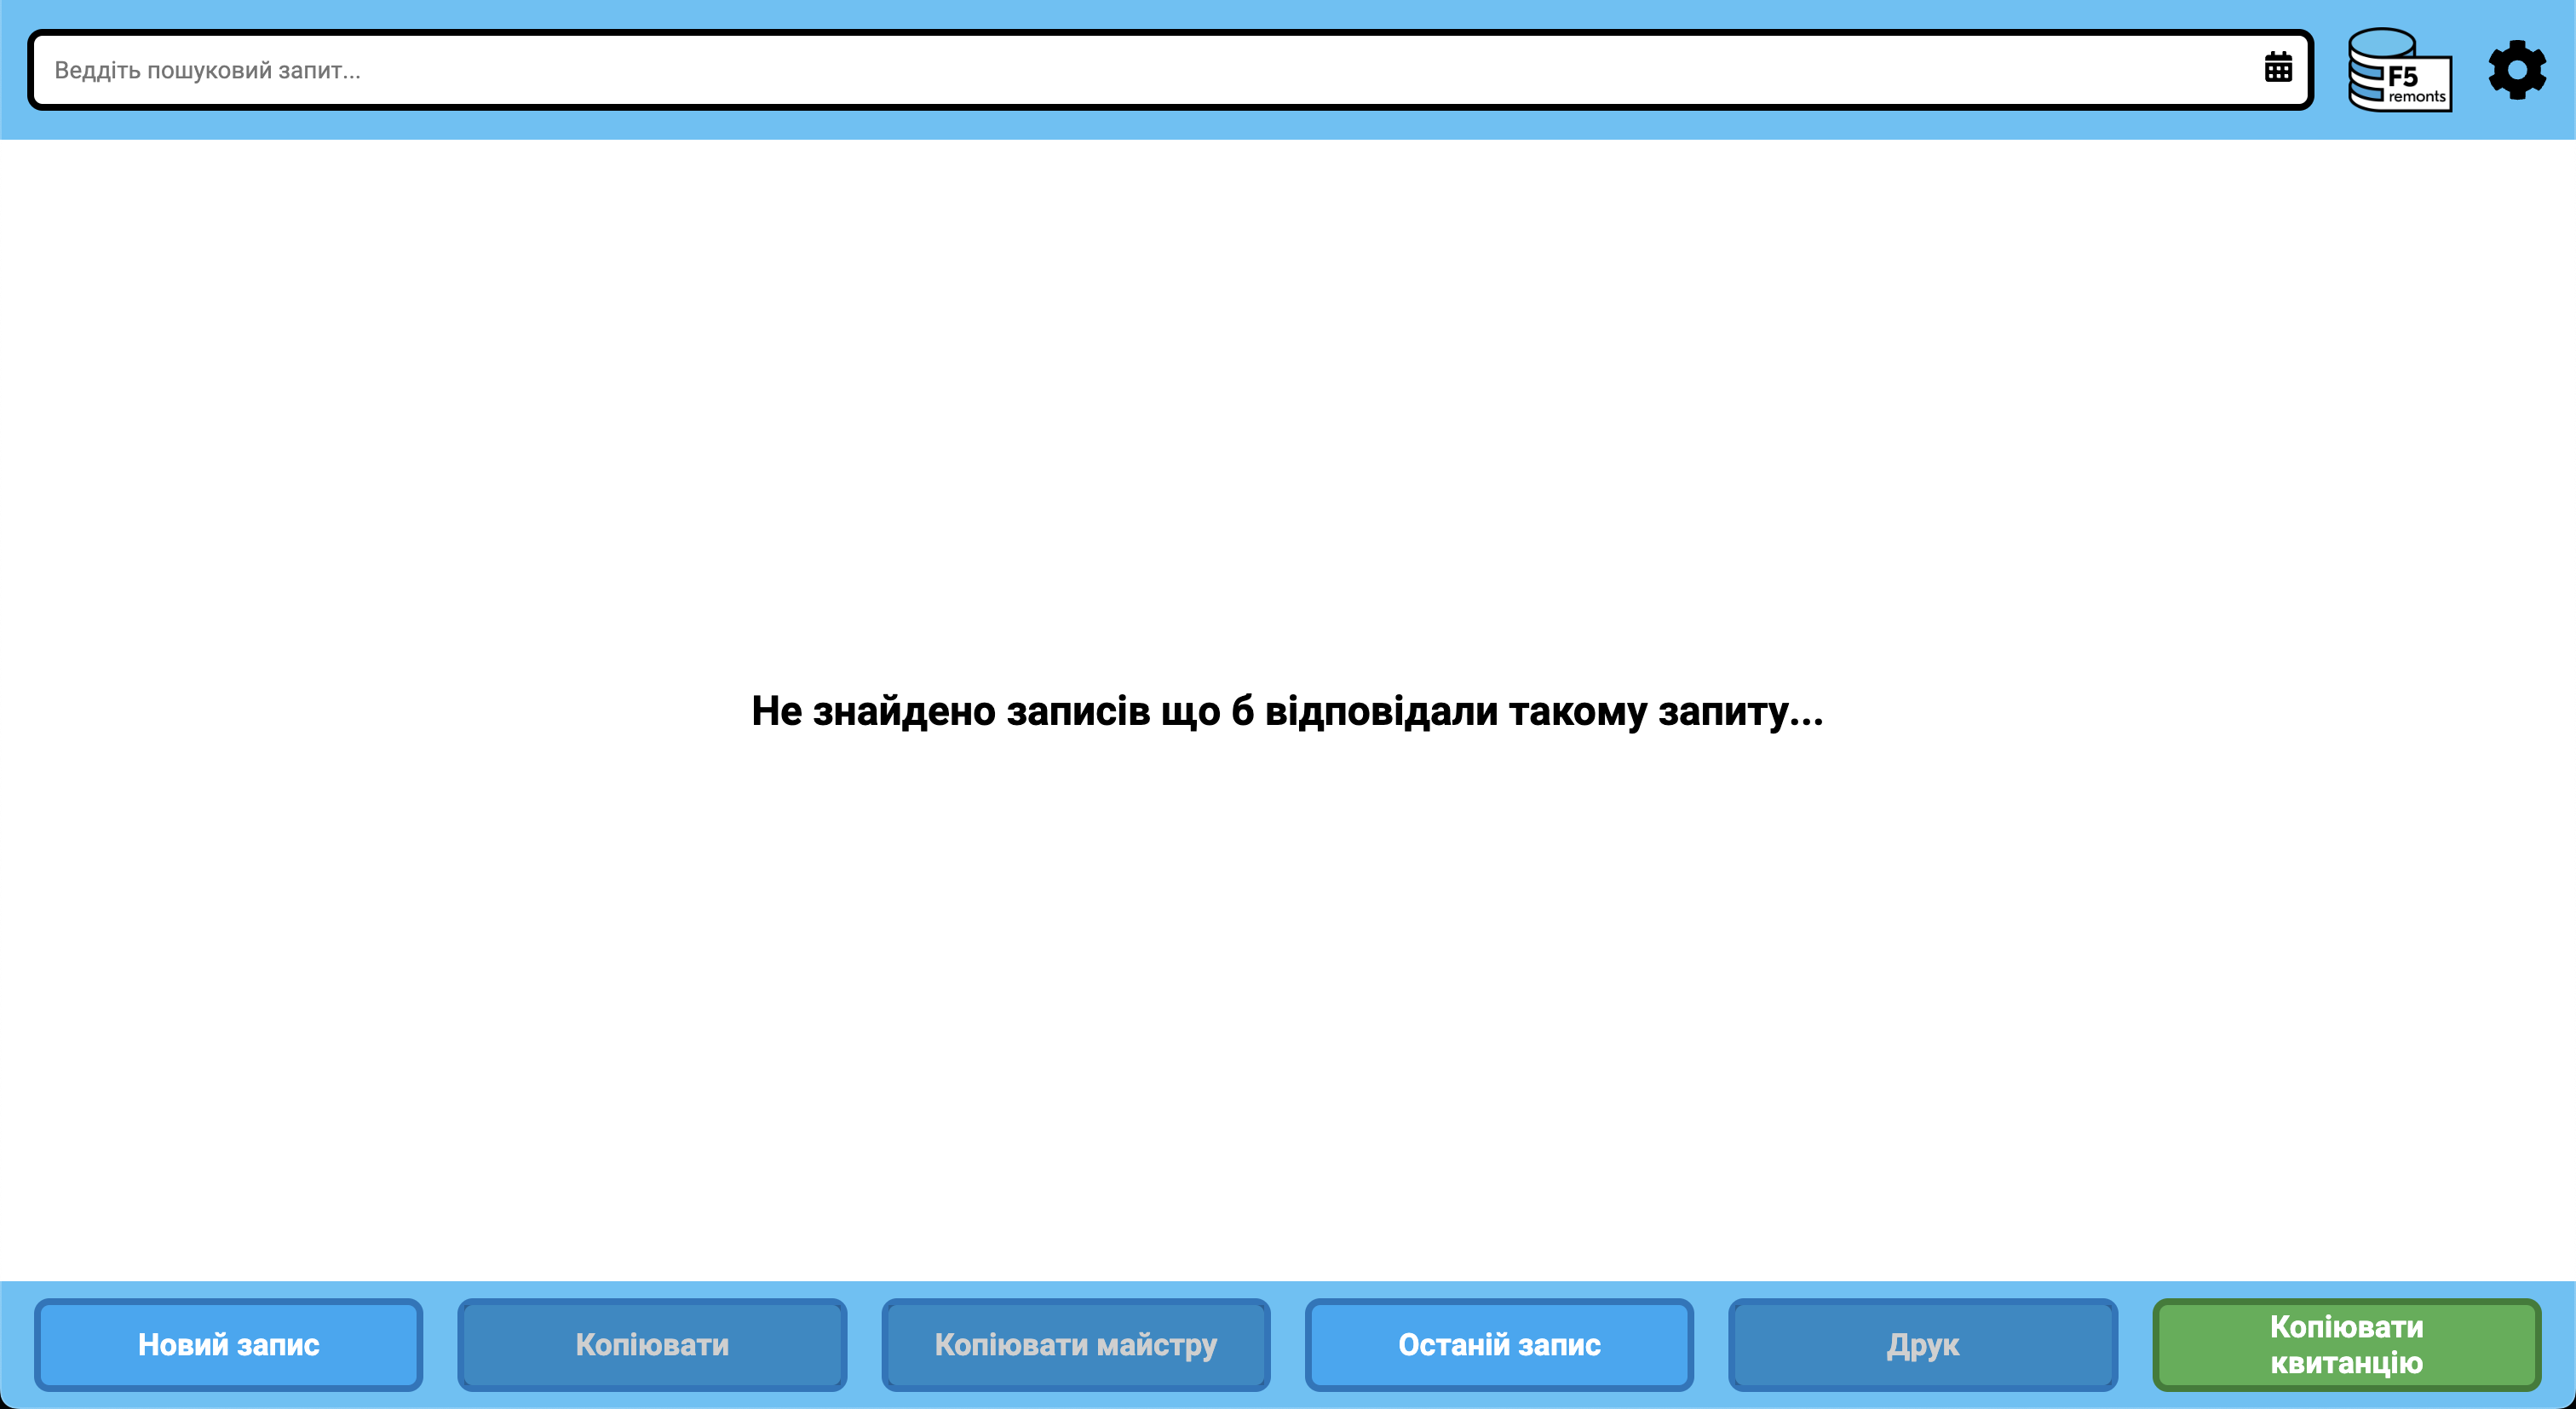 Веддіть пошуковий запит...
F5
remonts
Не знайдено записів що б відповідали такому запиту...
Новий запис
Копіювати
Копіювати майстру
Останій запис
Друк
Копіювати
квитанцію